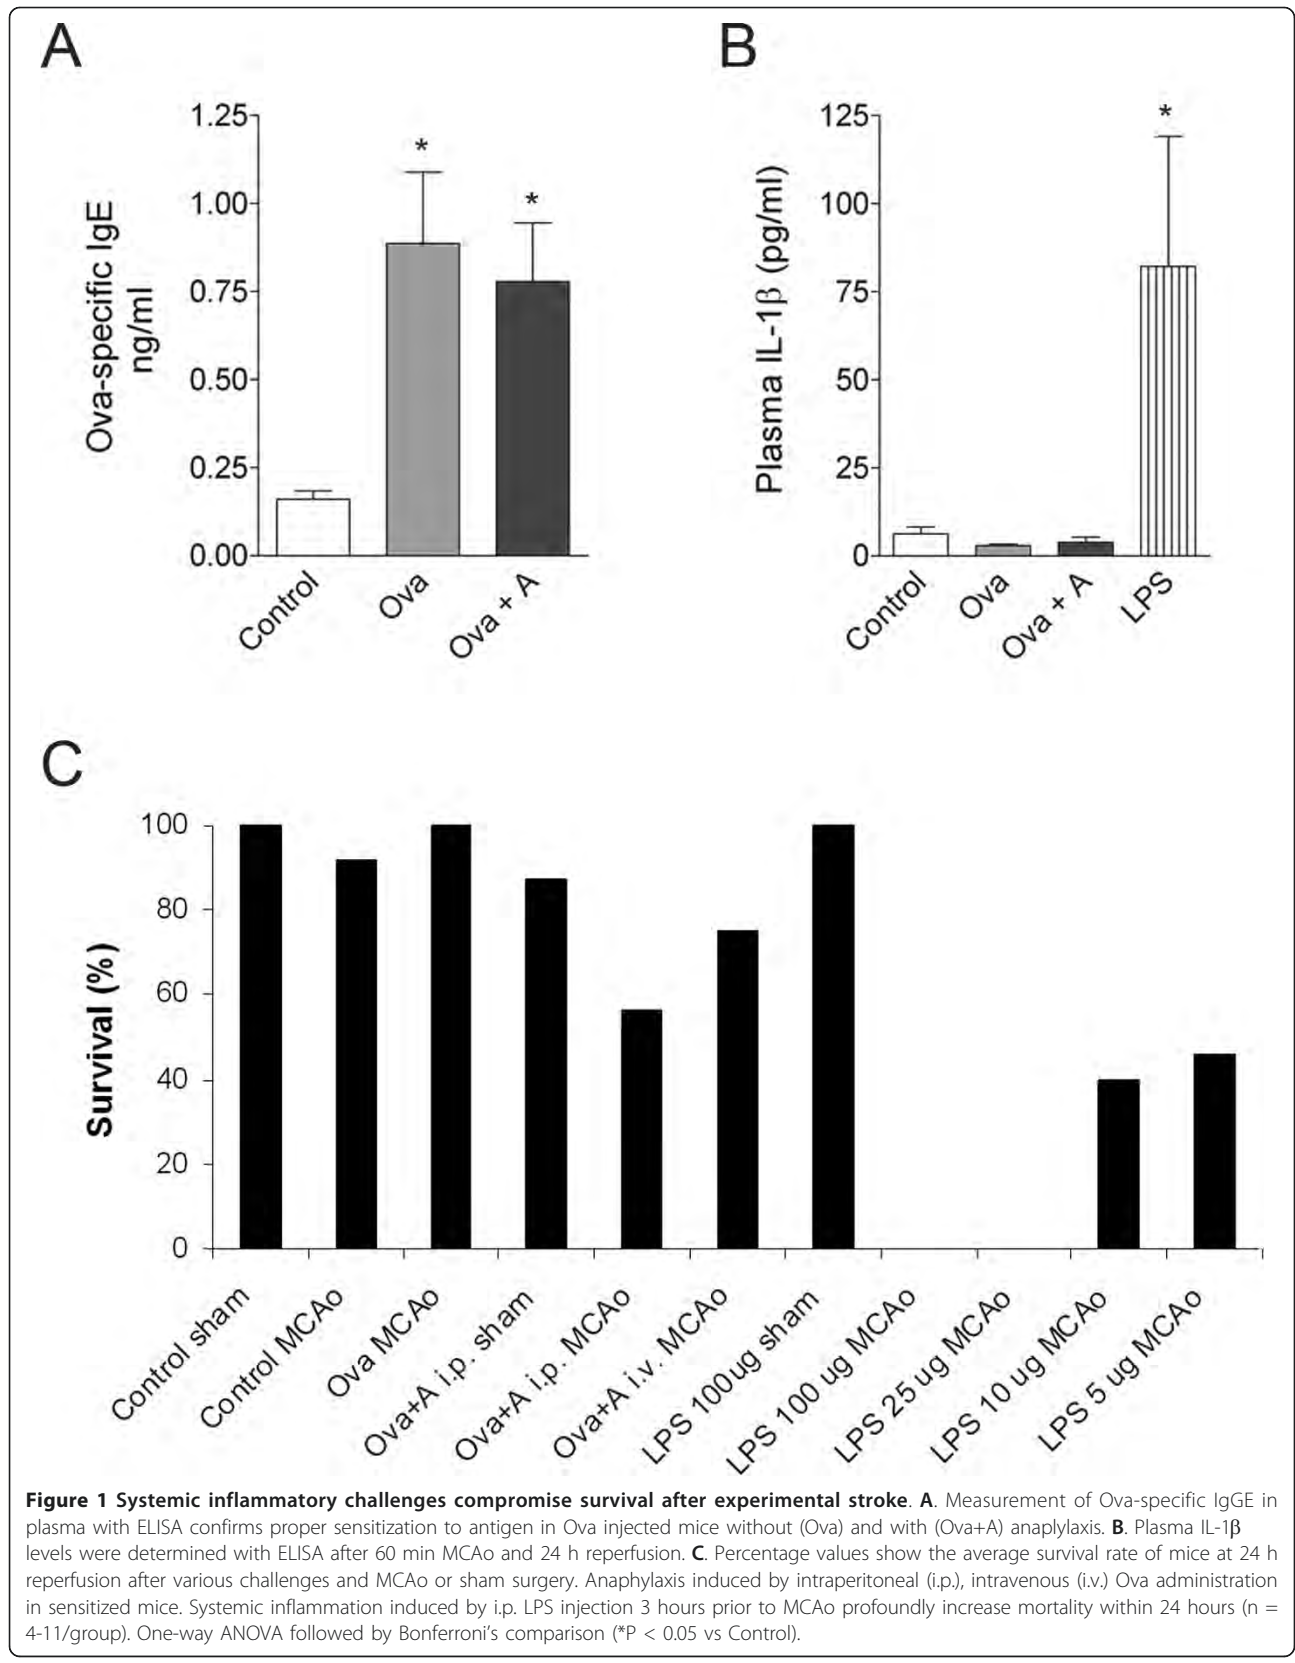 A
1.25
1.00
0.75
0.50
0.25
0.00
Ova-specific IgE
ng/ml
*
*
Control
Ova
Ova + A
B
125
100
75
50
25
0
Plasma IL-1β (pg/ml)
*
Control
Ova
Ova + A
LPS
C
100
80
60
40
20
0
Survival (%)
Control sham
Control MCAo
Ova MCAo
Ova+A i.p. sham
Ova+A i.p. MCAo
Ova+A i.v. MCAo
LPS 100ug sham
LPS 100 ug MCAo
LPS 25 ug MCAo
LPS 10 ug MCAo
LPS 5 ug MCAo
Figure 1 Systemic inflammatory challenges compromise survival after experimental stroke. A. Measurement of Ova-specific IgGE in
plasma with ELISA confirms proper sensitization to antigen in Ova injected mice without (Ova) and with (Ova+A) anaplylaxis. B. Plasma IL-1β
levels were determined with ELISA after 60 min MCAo and 24 h reperfusion. C. Percentage values show the average survival rate of mice at 24 h
reperfusion after various challenges and MCAo or sham surgery. Anaphylaxis induced by intraperitoneal (i.p.), intravenous (i.v.) Ova administration
in sensitized mice. Systemic inflammation induced by i.p. LPS injection 3 hours prior to MCAo profoundly increase mortality within 24 hours (n =
4-11/group). One-way ANOVA followed by Bonferroni's comparison (*P < 0.05 vs Control).